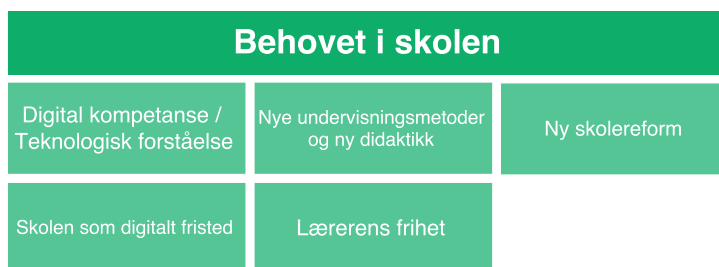 Behovet i skolen
Digital kompetanse /
Teknologisk forståelse
Nye undervisningsmetoder
og ny didaktikk
Ny skolereform
Skolen som digitalt fristed
Lærerens frihet